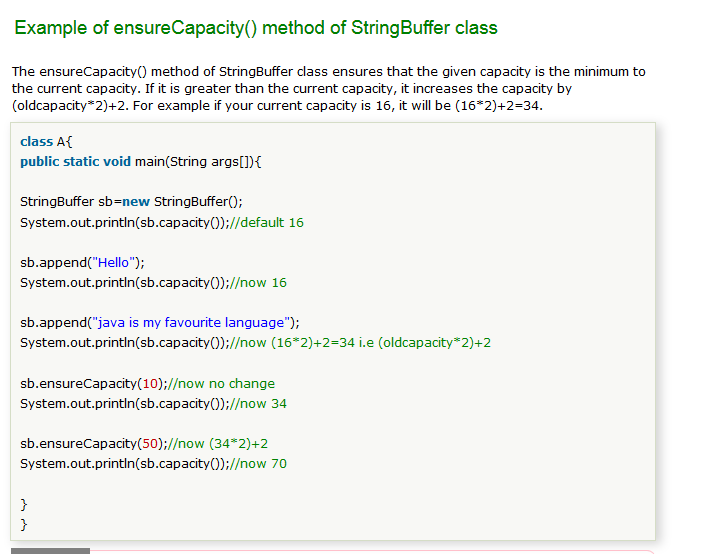 Example of ensureCapacity() method of StringBuffer class
The ensureCapacity() method of StringBuffer class ensures that the given capacity is the minimum to
the current capacity. If it is greater than the current capacity, it increases the capacity by
(oldcapacity*2)+2. For example if your current capacity is 16, it will be (16*2)+2=34.
class A{
public static void main(String args[]){
StringBuffer sb=new StringBuffer();
System.out.println(sb.capacity());//default 16
sb.append("Hello");
System.out.println(sb.capacity());//now 16
sb.append("java is my favourite language");
System.out.println(sb.capacity());//now (16*2)+2=34 i.e (oldcapacity*2)+2
sb.ensureCapacity(10);//now no change
System.out.println(sb.capacity());//now 34
sb.ensureCapacity(50);//now (34*2)+2
System.out.println(sb.capacity());//now 70
}
}